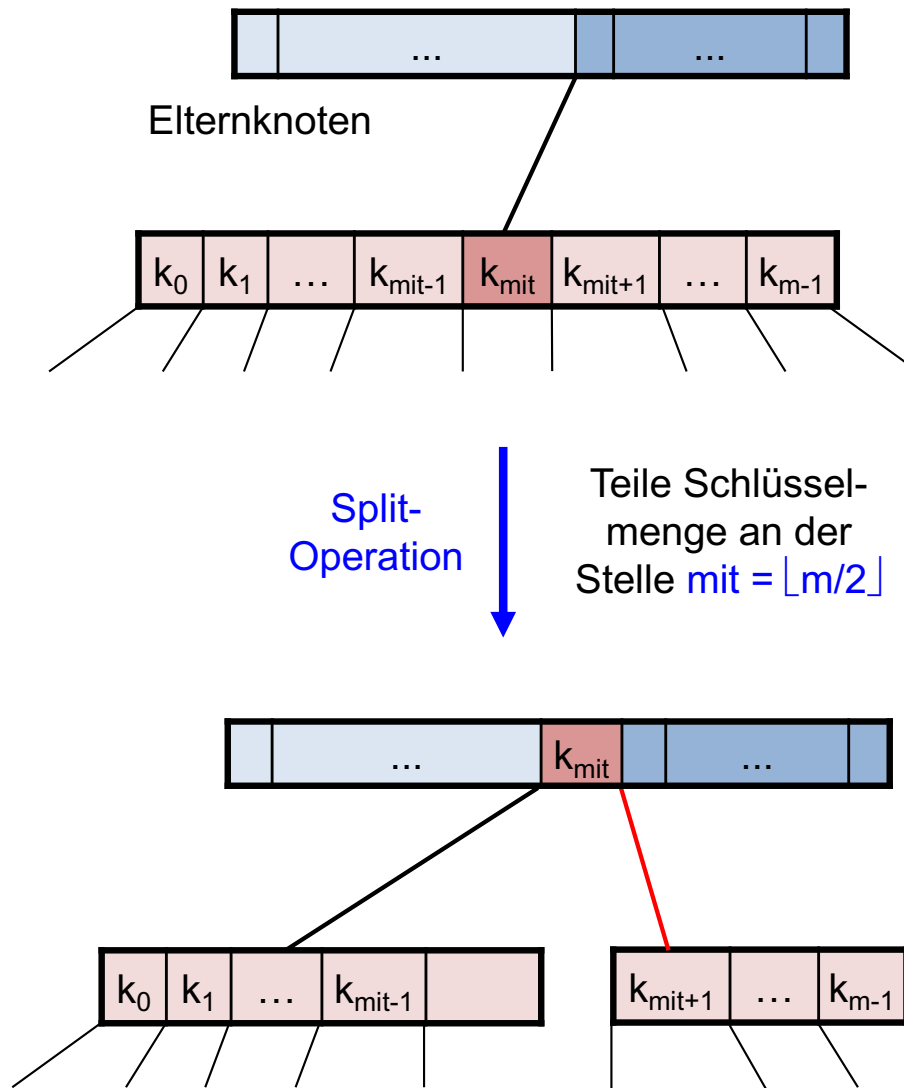 ... ...
Elternknoten
k₀ k₁ ... kₘᵢₜ₋₁ kₘᵢₜ kₘᵢₜ₊₁ ... kₘ₋₁
Split-
Operation
Teile Schlüssel-
menge an der
Stelle mit = ⌊m/2⌋
... kₘᵢₜ ...
k₀ k₁ ... kₘᵢₜ₋₁ kₘᵢₜ₊₁ ... kₘ₋₁